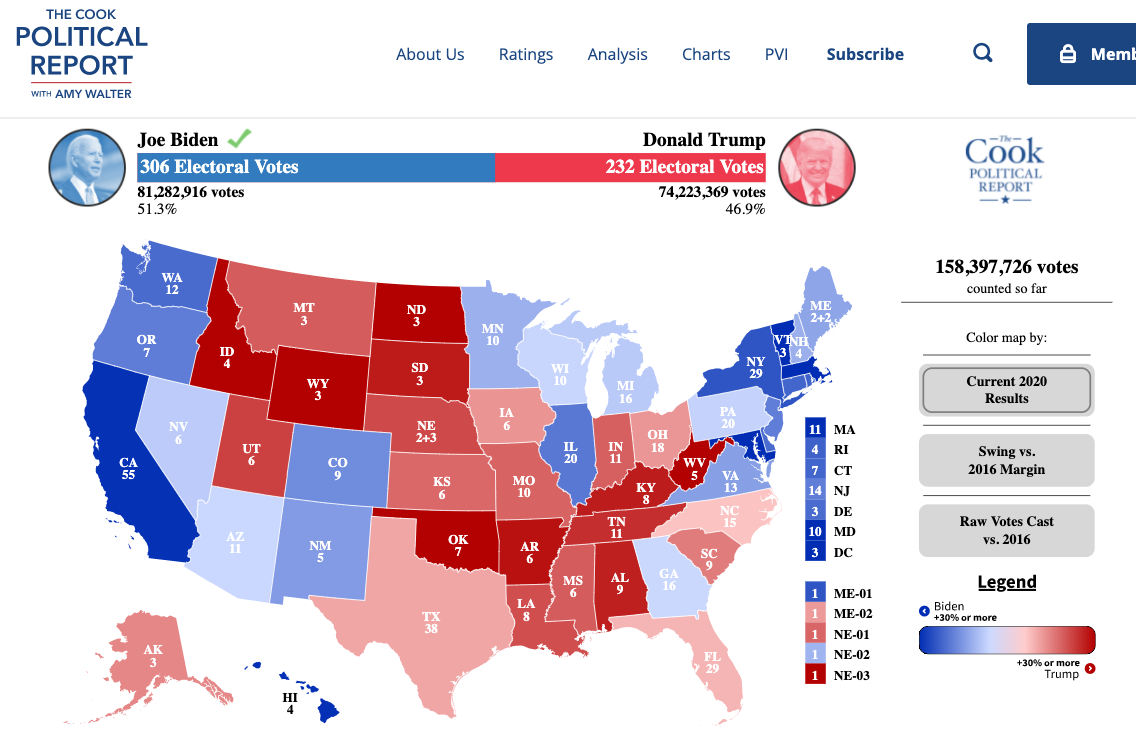 THE COOK
POLITICAL
REPORT
WITH AMY WALTER
About Us Ratings Analysis Charts PVI Subscribe
Memb
Joe Biden Donald Trump
306 Electoral Votes 232 Electoral Votes
81,282,916 votes 74,223,369 votes
51.3% 46.9%
The
Cook
POLITICAL
REPORT
158,397,726 votes
counted so far
Color map by:
Current 2020
Results
Swing vs.
2016 Margin
Raw Votes Cast
vs. 2016
Legend
Biden
+30% or more
+30% or more
Trump
WA
12
OR
7
CA
55
NV
6
ID
4
MT
3
WY
3
UT
6
CO
9
AZ
11
NM
5
ND
3
SD
3
NE
2+3
KS
6
OK
7
TX
38
MN
10
IA
6
MO
10
AR
6
LA
8
WI
10
IL
20
MI
16
IN
11
OH
18
KY
8
TN
11
MS
6
AL
9
GA
16
FL
29
SC
9
NC
15
VA
13
WV
5
PA
20
NY
29
VT
3
NH
4
ME
2+2
AK
3
HI
4
11 MA
4 RI
7 CT
14 NJ
3 DE
10 MD
3 DC
1 ME-01
1 ME-02
1 NE-01
1 NE-02
1 NE-03